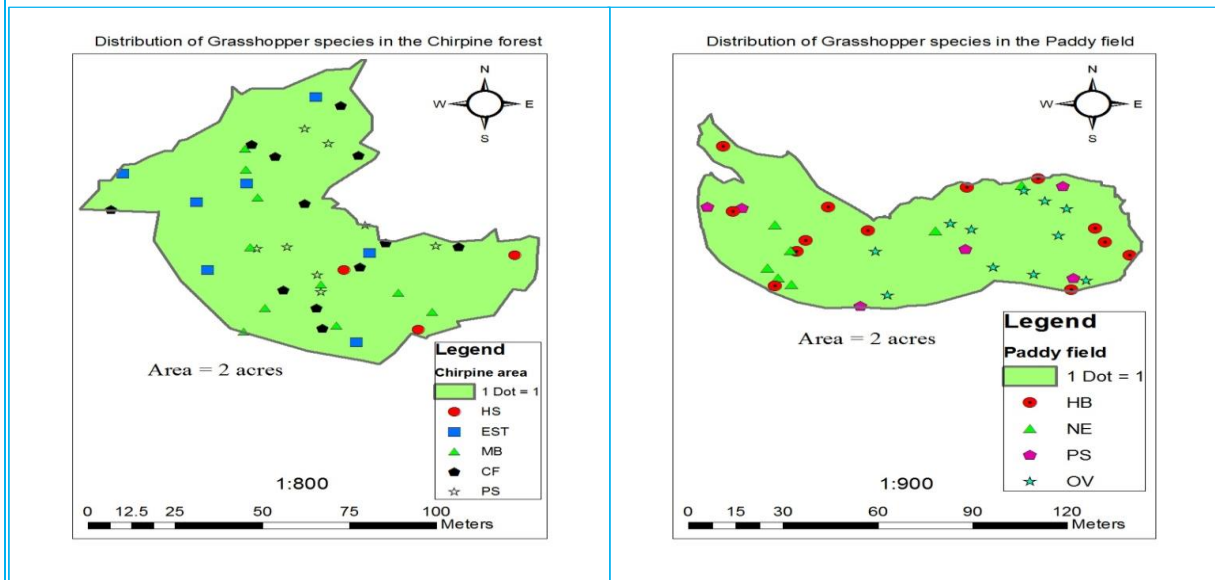 Distribution of Grasshopper species in the Chirpine forest
N
W E
S
Area = 2 acres
Legend
Chirpine area
1 Dot = 1
HS
EST
MB
CF
PS
1:800
0 12.5 25 50 75 100
Meters
Distribution of Grasshopper species in the Paddy field
N
W E
S
Area = 2 acres
Legend
Paddy field
1 Dot = 1
HB
NE
PS
OV
1:900
0 15 30 60 90 120
Meters